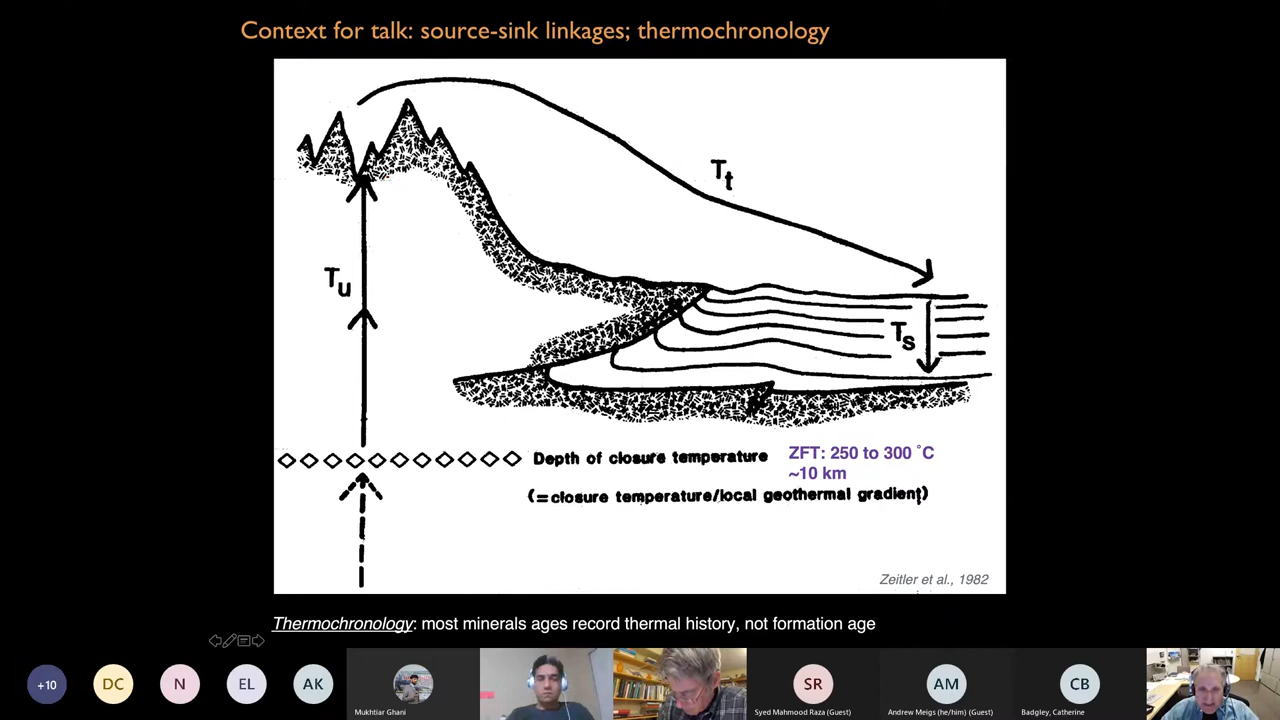 Context for talk: source-sink linkages; thermochronology
Tt
Tu
Ts
Depth of closure temperature
ZFT: 250 to 300 °C
~10 km
(=closure temperature/local geothermal gradient)
Zeitler et al., 1982
Thermochronology: most minerals ages record thermal history, not formation age
+10
DC
N
EL
AK
SR
AM
CB
Mukhtiar Ghani
Syed Mahmood Raza (Guest)
Andrew Meigs (he/him) (Guest)
Badgley, Catherine